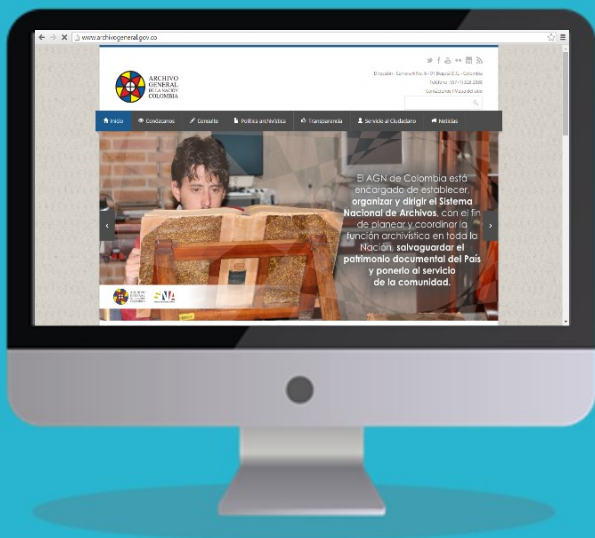 www.archivogeneral.gov.co
ARCHIVO
GENERAL
DE LA NACIÓN
COLOMBIA
Inicio Conózcanos Consulte Política archivística Transparencia Servicio al Ciudadano Noticias
El AGN de Colombia está
encargado de establecer,
organizar y dirigir el Sistema
Nacional de Archivos, con el fin
de planear y coordinar la
función archivística en toda la
Nación, salvaguardar el
patrimonio documental del País
y ponerlo al servicio
de la comunidad.